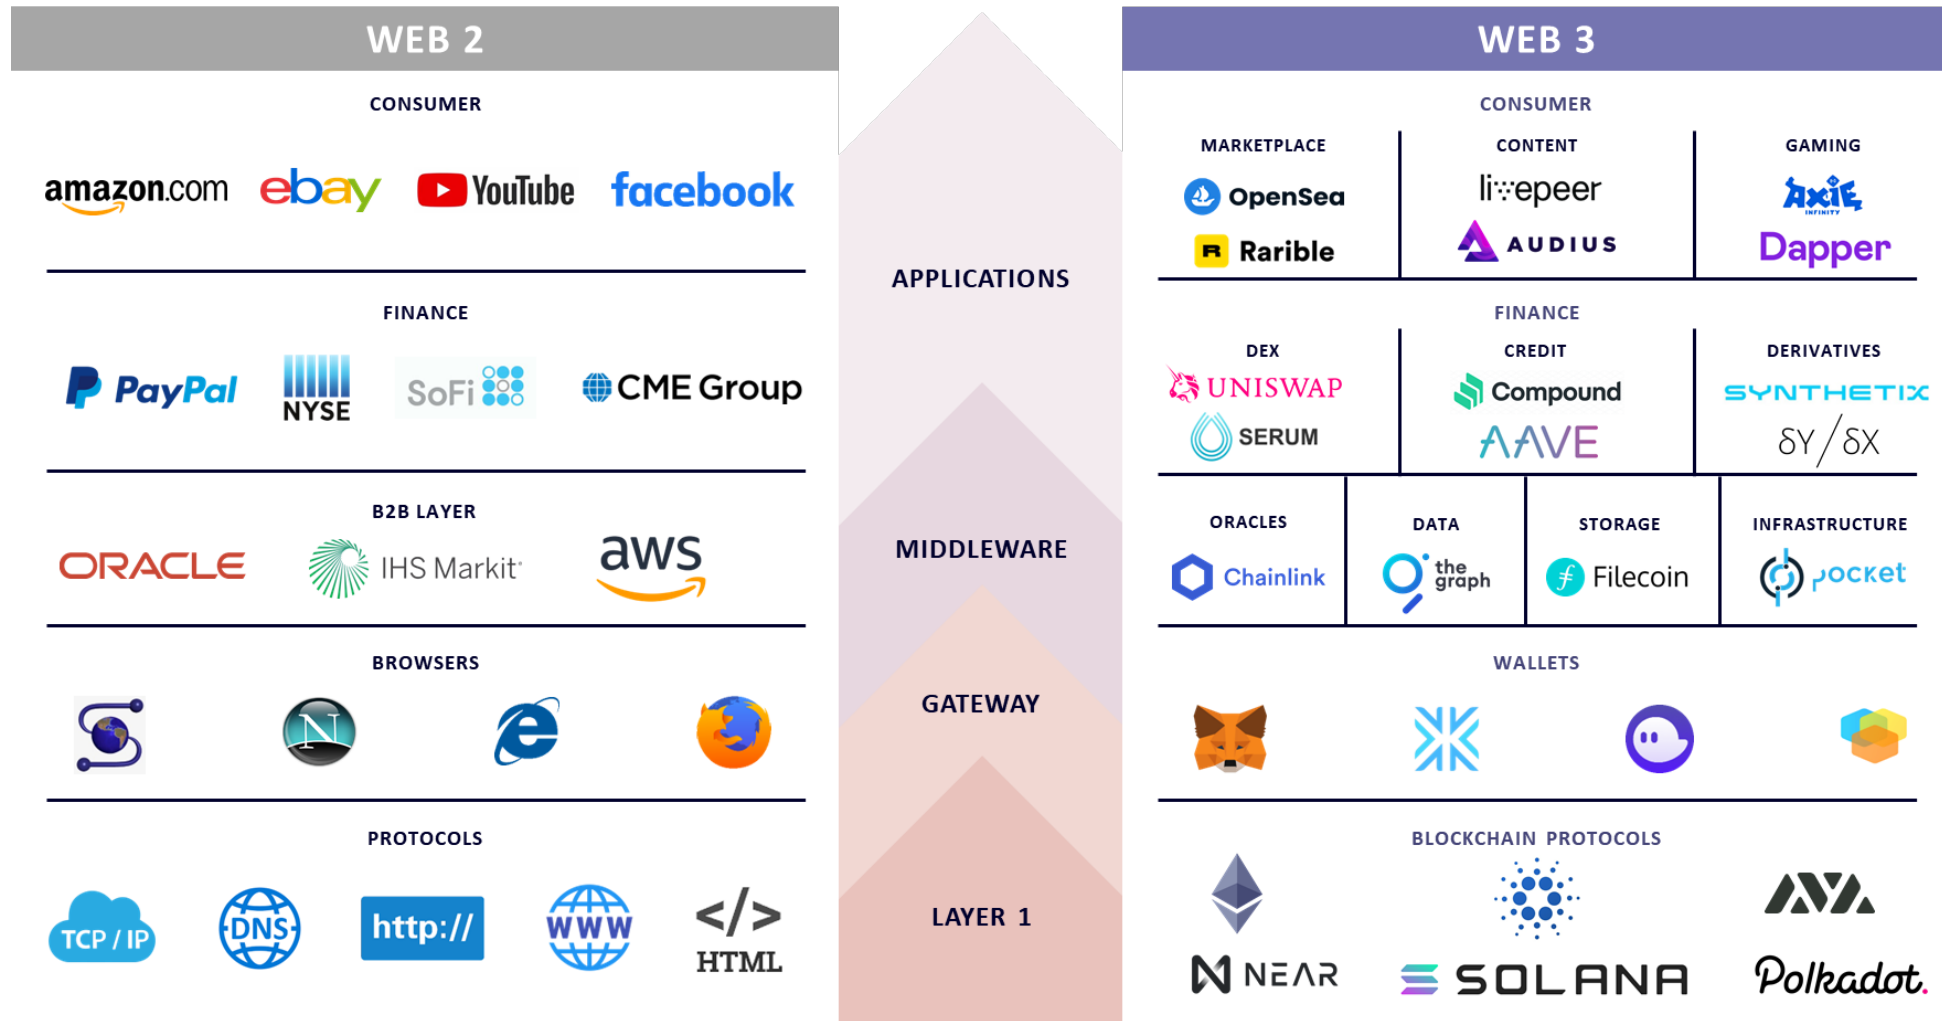 WEB 2
CONSUMER
amazon.com
ebay
YouTube
facebook
FINANCE
PayPal
NYSE
SoFi
CME Group
B2B LAYER
ORACLE
IHS Markit
aws
BROWSERS
N
PROTOCOLS
TCP / IP
DNS
http://
WWW
</>
HTML
APPLICATIONS
MIDDLEWARE
GATEWAY
LAYER 1
WEB 3
CONSUMER
MARKETPLACE
OpenSea
R Rarible
CONTENT
livepeer
AUDIUS
GAMING
AXIE
INFINITY
Dapper
FINANCE
DEX
UNISWAP
SERUM
CREDIT
Compound
AAVE
DERIVATIVES
SYNTHETIX
δY/δX
ORACLES
Chainlink
DATA
the
graph
STORAGE
Filecoin
INFRASTRUCTURE
pocket
WALLETS
BLOCKCHAIN PROTOCOLS
NEAR
SOLANA
Polkadot.